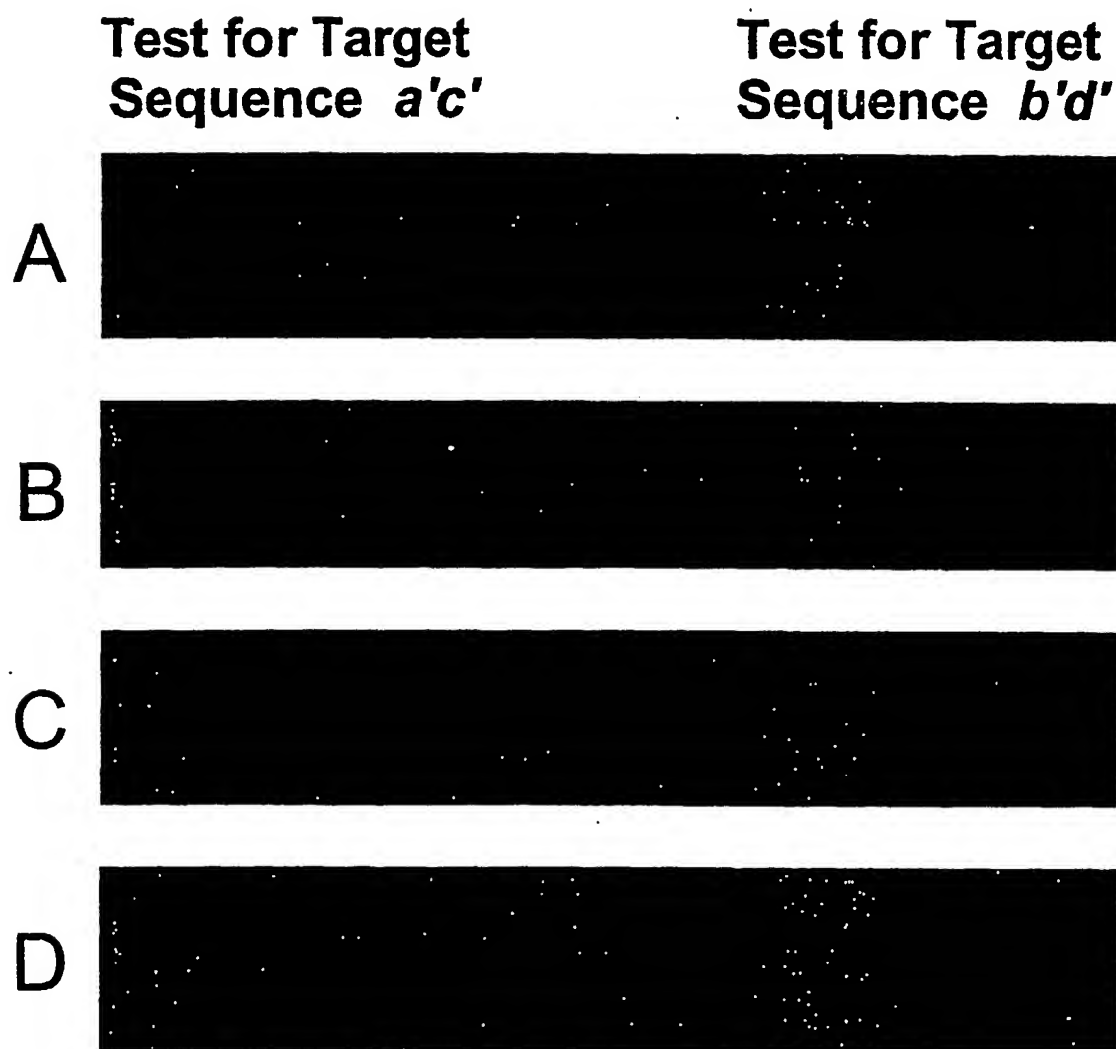 Test for Target
Sequence a'c'
Test for Target
Sequence b'd'
A
B
C
D